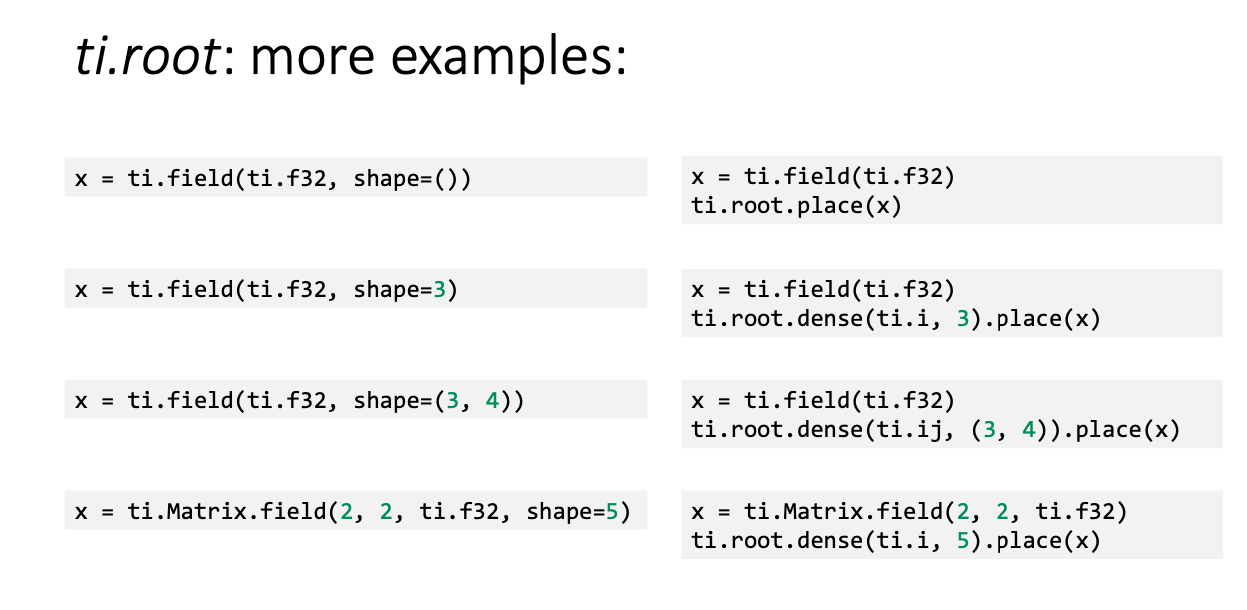 ti.root: more examples:
x = ti.field(ti.f32, shape=())
x = ti.field(ti.f32)
ti.root.place(x)
x = ti.field(ti.f32, shape=3)
x = ti.field(ti.f32)
ti.root.dense(ti.i, 3).place(x)
x = ti.field(ti.f32, shape=(3, 4))
x = ti.field(ti.f32)
ti.root.dense(ti.ij, (3, 4)).place(x)
x = ti.Matrix.field(2, 2, ti.f32, shape=5)
x = ti.Matrix.field(2, 2, ti.f32)
ti.root.dense(ti.i, 5).place(x)